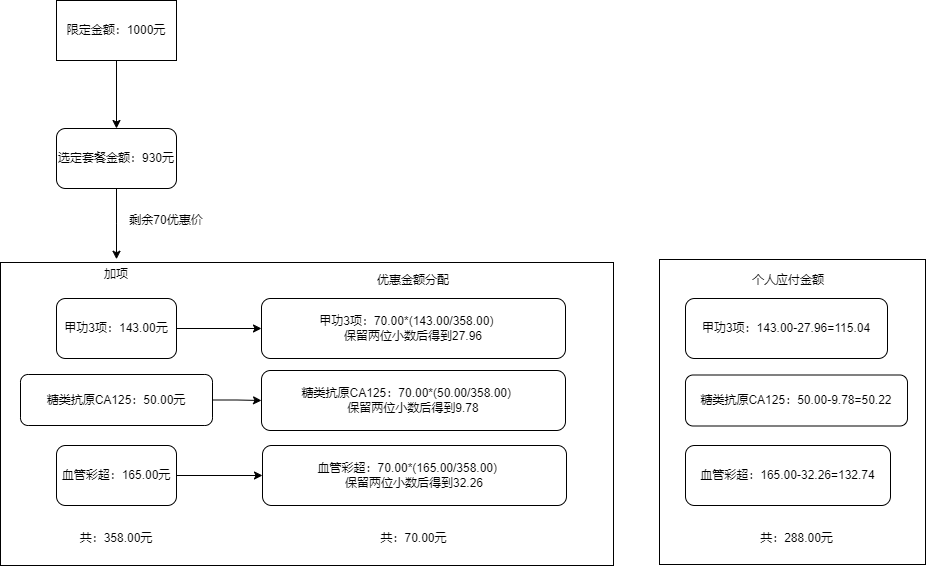 限定金额：1000元
选定套餐金额：930元
剩余70优惠价
加项
优惠金额分配
个人应付金额
甲功3项：143.00元
甲功3项：70.00*(143.00/358.00)
保留两位小数后得到27.96
甲功3项：143.00-27.96=115.04
糖类抗原CA125：50.00元
糖类抗原CA125：70.00*(50.00/358.00)
保留两位小数后得到9.78
糖类抗原CA125：50.00-9.78=50.22
血管彩超：165.00元
血管彩超：70.00*(165.00/358.00)
保留两位小数后得到32.26
血管彩超：165.00-32.26=132.74
共：358.00元
共：70.00元
共：288.00元